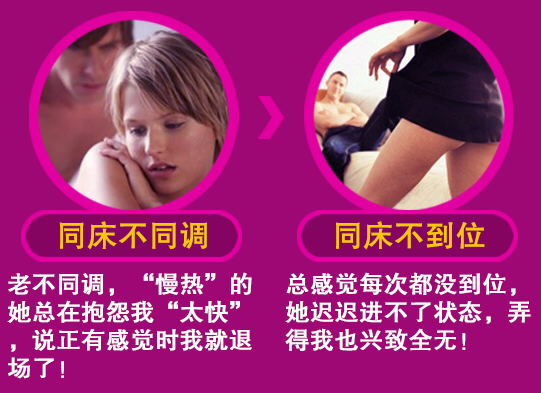 同床不同调
老不同调，“慢热”的
她总在抱怨我“太快”
，说正有感觉时我就退
场了！
同床不到位
总感觉每次都没到位，
她迟迟进不了状态，弄
得我也兴致全无！